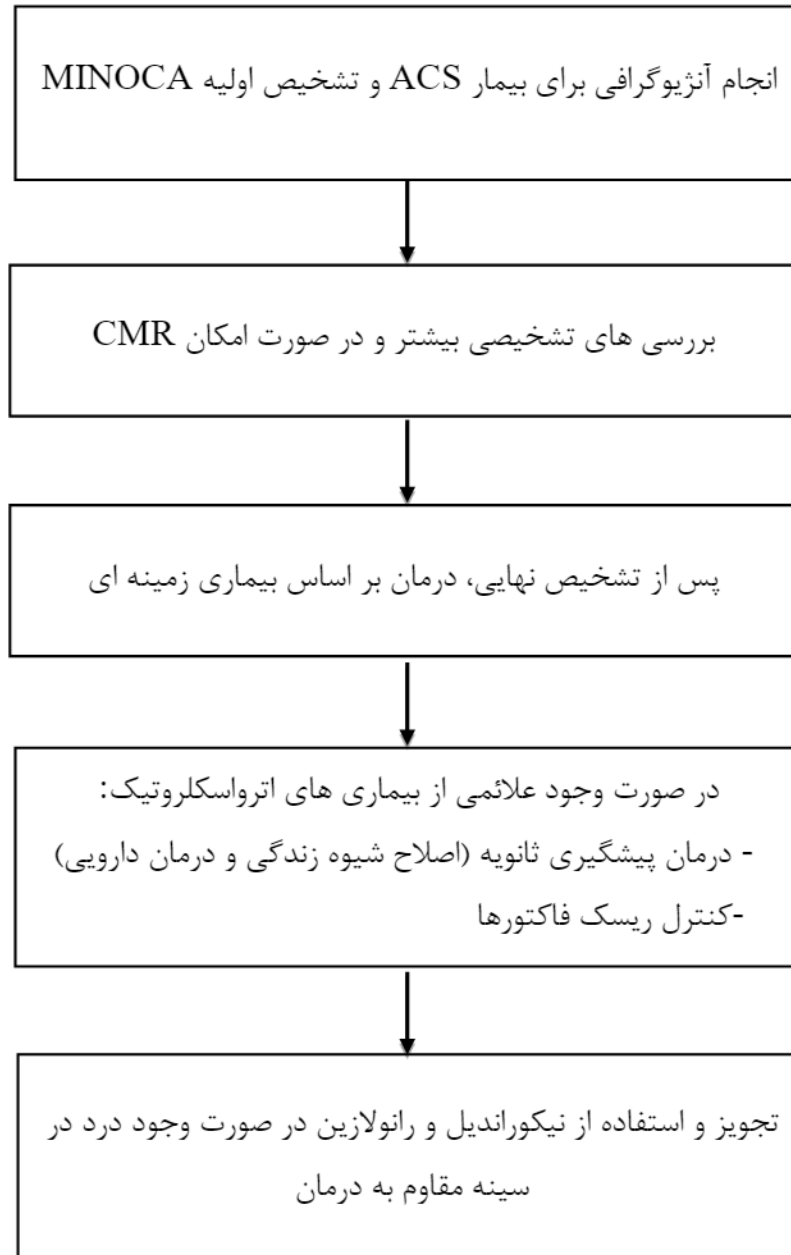 انجام آنژیوگرافی برای بیمار ACS و تشخیص اولیه MINOCA
بررسی های تشخیصی بیشتر و در صورت امکان CMR
پس از تشخیص نهایی، درمان بر اساس بیماری زمینه ای
در صورت وجود علائمی از بیماری های اترواسکلروتیک:
- درمان پیشگیری ثانویه (اصلاح شیوه زندگی و درمان دارویی)
-کنترل ریسک فاکتورها
تجویز و استفاده از نیکوراندیل و رانولازین در صورت وجود درد در
سینه مقاوم به درمان